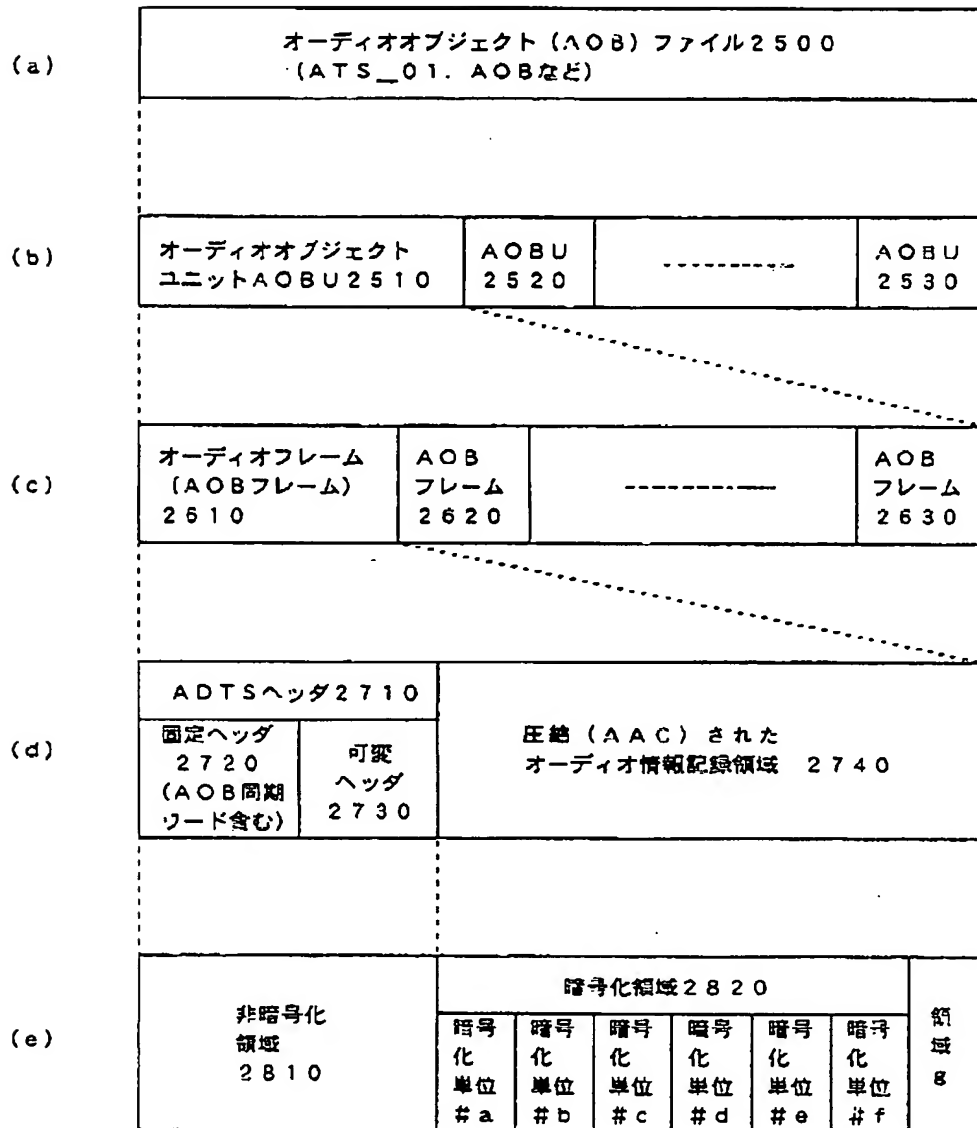 (a)
オーディオオブジェクト(AOB)ファイル2500
(ATS_01.AOBなど)
(b)
オーディオオブジェクト
ユニットAOBU2510
AOBU
2520
AOBU
2530
(c)
オーディオフレーム
(AOBフレーム)
2610
AOB
フレーム
2620
AOB
フレーム
2630
(d)
ADTSヘッダ2710
固定ヘッダ
2720
(AOB同期
ワード含む)
可変
ヘッダ
2730
圧縮(AAC)された
オーディオ情報記録領域 2740
(e)
非暗号化
領域
2810
暗号化領域2820
暗号
化
単位
#a
暗号
化
単位
#b
暗号
化
単位
#c
暗号
化
単位
#d
暗号
化
単位
#e
暗号
化
単位
#f
領
域
g